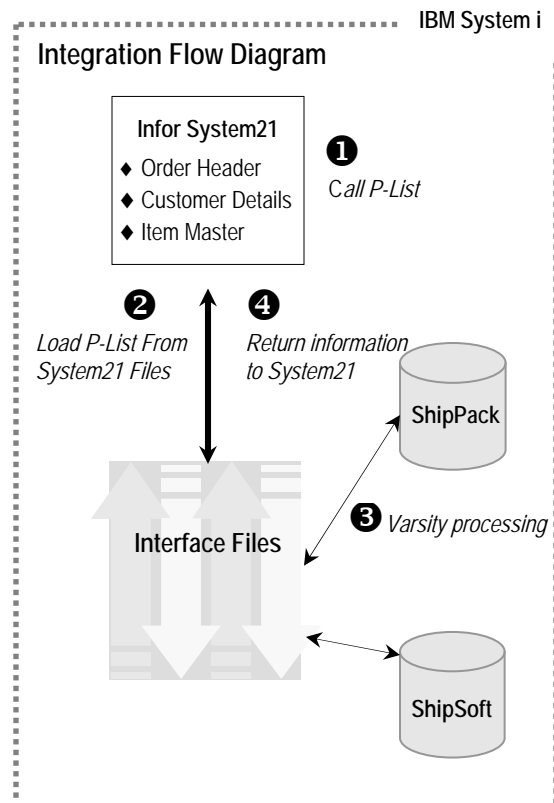 IBM System i
Integration Flow Diagram
Infor System21
♦ Order Header
♦ Customer Details
♦ Item Master
❶
Call P-List
❷
Load P-List From
System21 Files
❹
Return information
to System21
ShipPack
❸ Varsity processing
Interface Files
ShipSoft